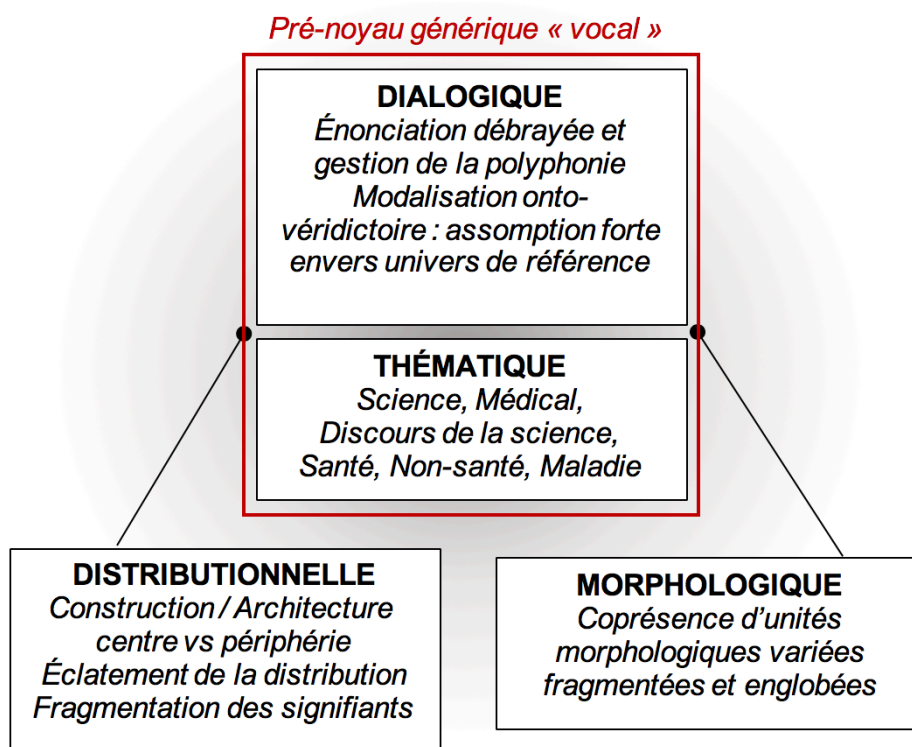 Pré-noyau générique « vocal »
DIALOGIQUE
Énonciation débrayée et
gestion de la polyphonie
Modalisation onto-
véridictoire : assomption forte
envers univers de référence
THÉMATIQUE
Science, Médical,
Discours de la science,
Santé, Non-santé, Maladie
DISTRIBUTIONNELLE
Construction / Architecture
centre vs périphérie
Éclatement de la distribution
Fragmentation des signifiants
MORPHOLOGIQUE
Coprésence d’unités
morphologiques variées
fragmentées et englobées